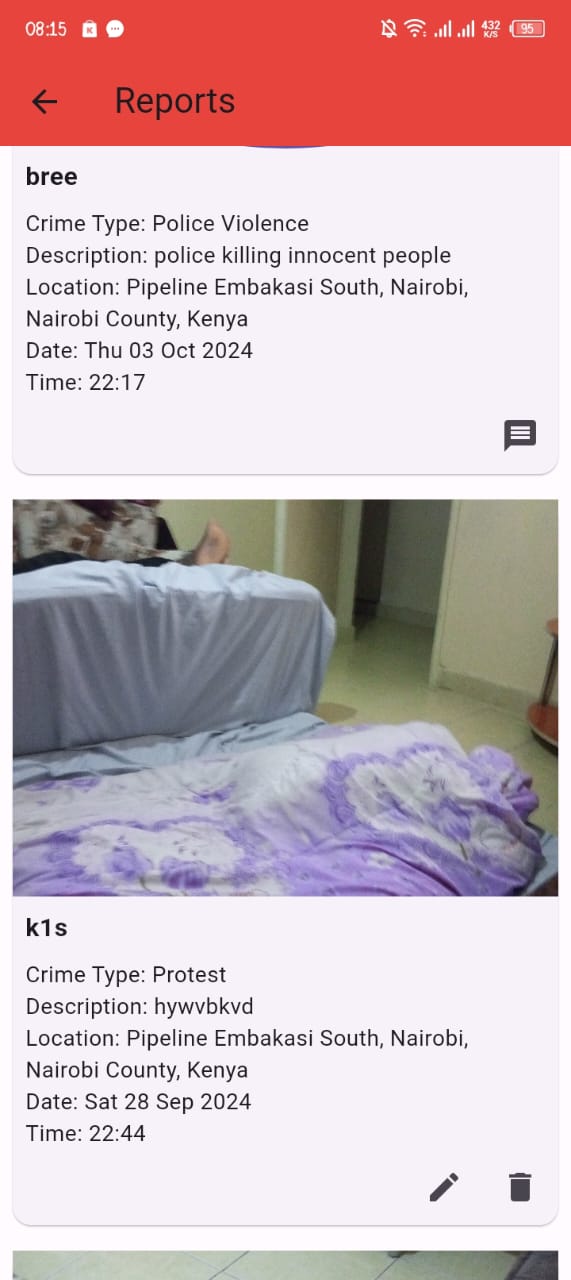 08:15
432
K/S
95
Reports
bree
Crime Type: Police Violence
Description: police killing innocent people
Location: Pipeline Embakasi South, Nairobi,
Nairobi County, Kenya
Date: Thu 03 Oct 2024
Time: 22:17
k1s
Crime Type: Protest
Description: hywvbkvd
Location: Pipeline Embakasi South, Nairobi,
Nairobi County, Kenya
Date: Sat 28 Sep 2024
Time: 22:44